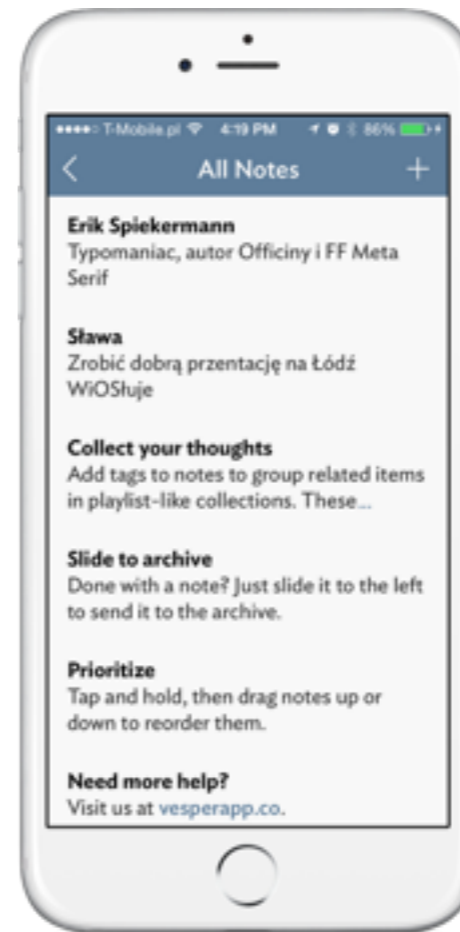 T-Mobile.pl 4:19 PM 86%
All Notes
Erik Spiekermann
Typomaniac, autor Officiny i FF Meta
Serif
Sława
Zrobić dobrą przentację na Łódź
WiOSłuje
Collect your thoughts
Add tags to notes to group related items
in playlist-like collections. These...
Slide to archive
Done with a note? Just slide it to the left
to send it to the archive.
Prioritize
Tap and hold, then drag notes up or
down to reorder them.
Need more help?
Visit us at vesperapp.co.